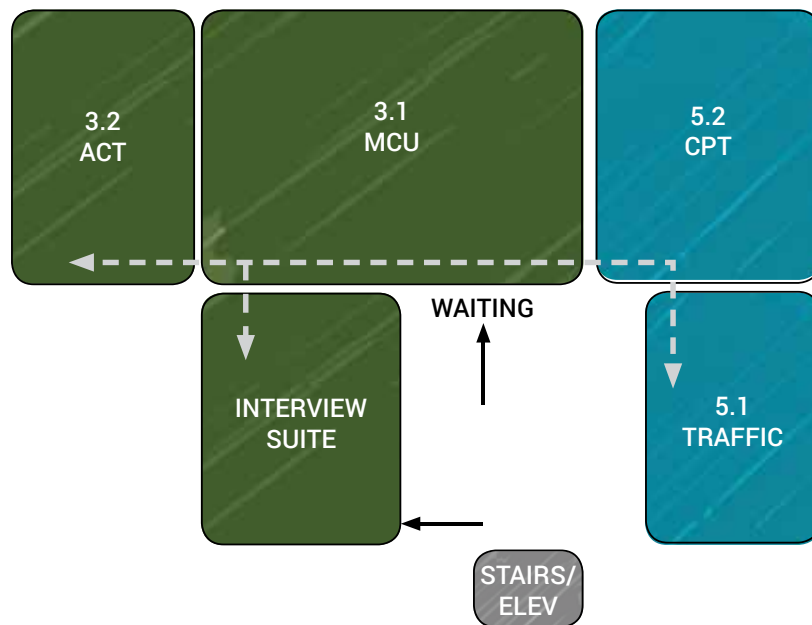 3.2
ACT
3.1
MCU
5.2
CPT
WAITING
INTERVIEW
SUITE
5.1
TRAFFIC
STAIRS/
ELEV